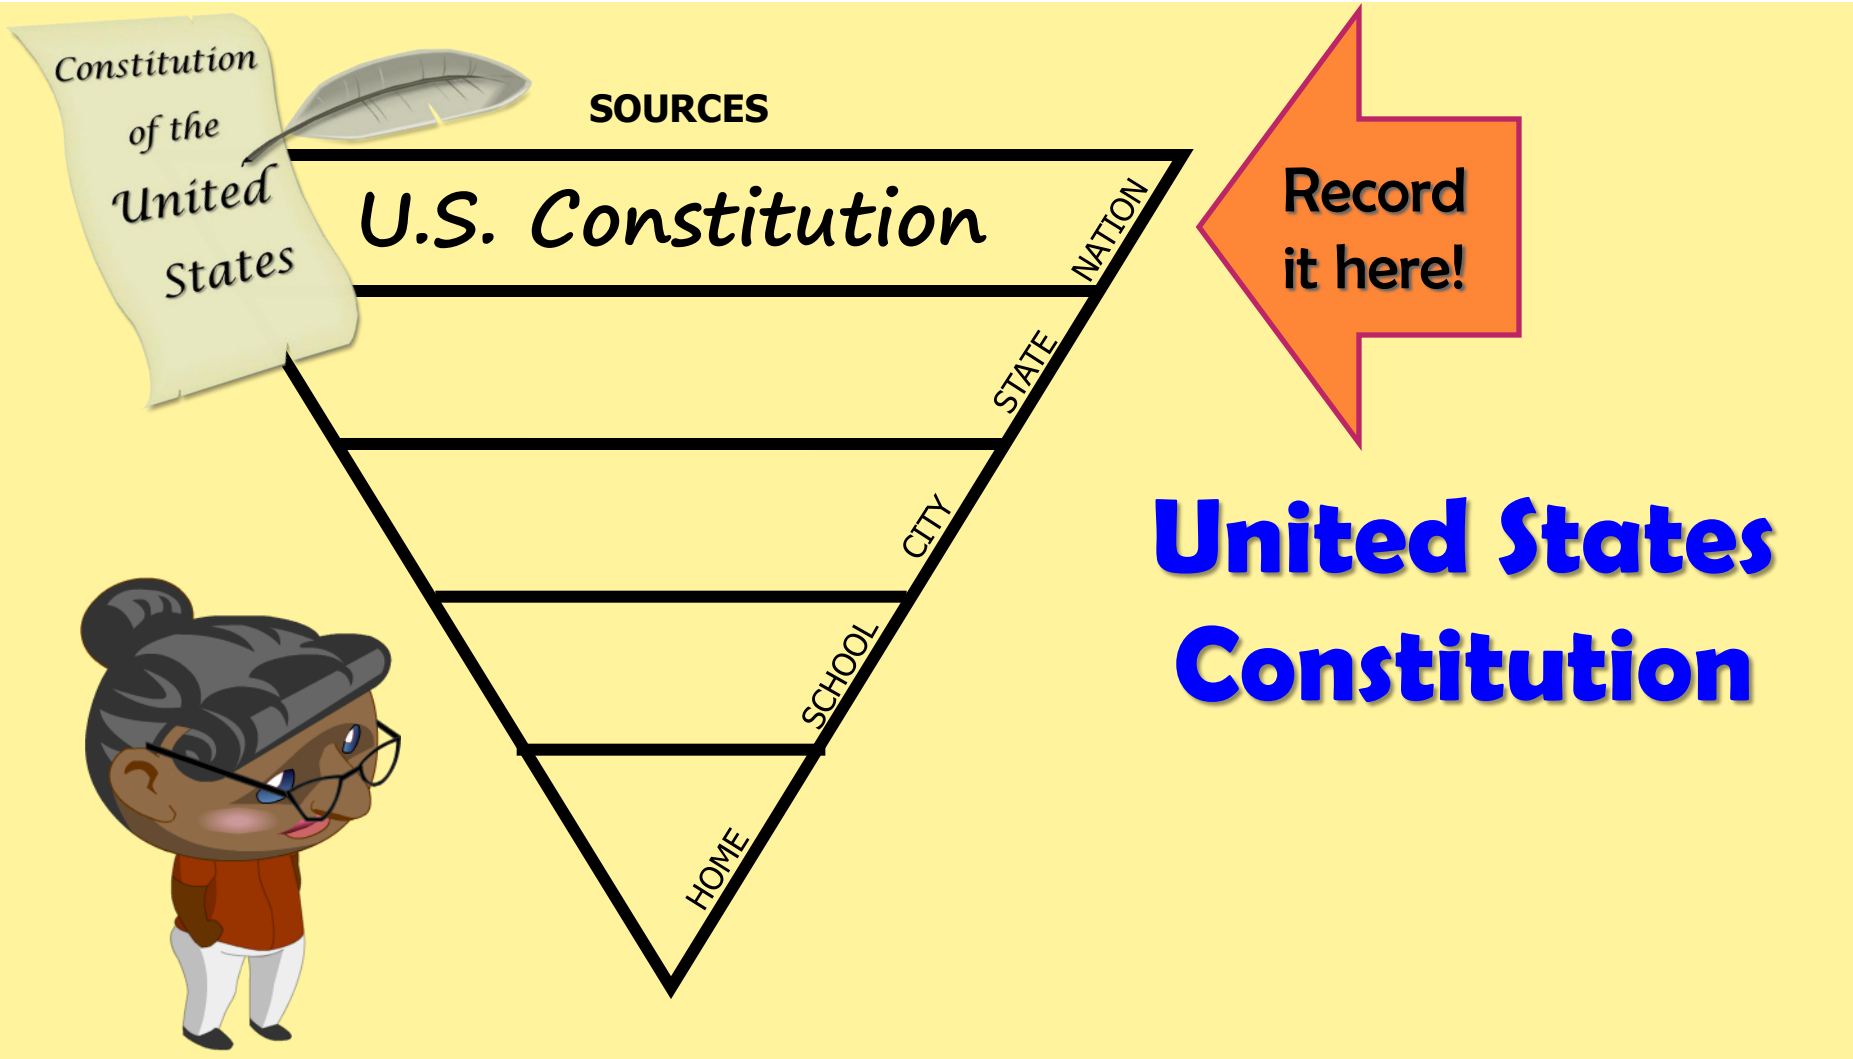 Constitution
of the
United
States
SOURCES
U.S. Constitution
NATION
STATE
CITY
SCHOOL
HOME
Record
it here!
United States
Constitution